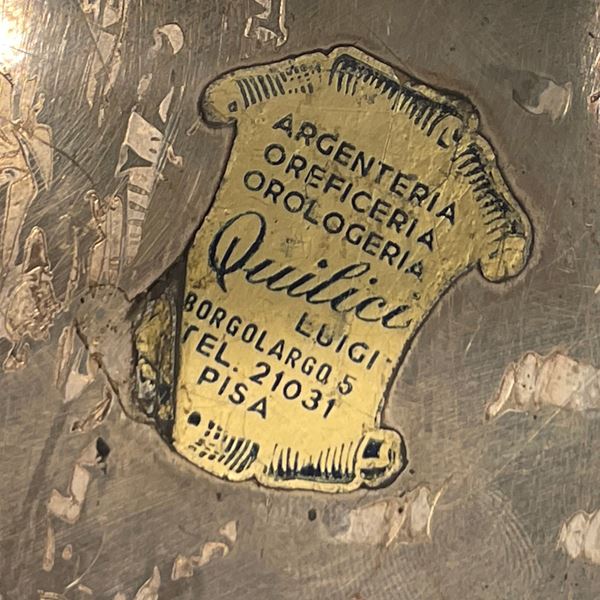 ARGENTERIA
OREFICERIA
OROLOGERIA
Quilici
LUIGI
BORGOLARGO, 5
TEL. 21031
PISA